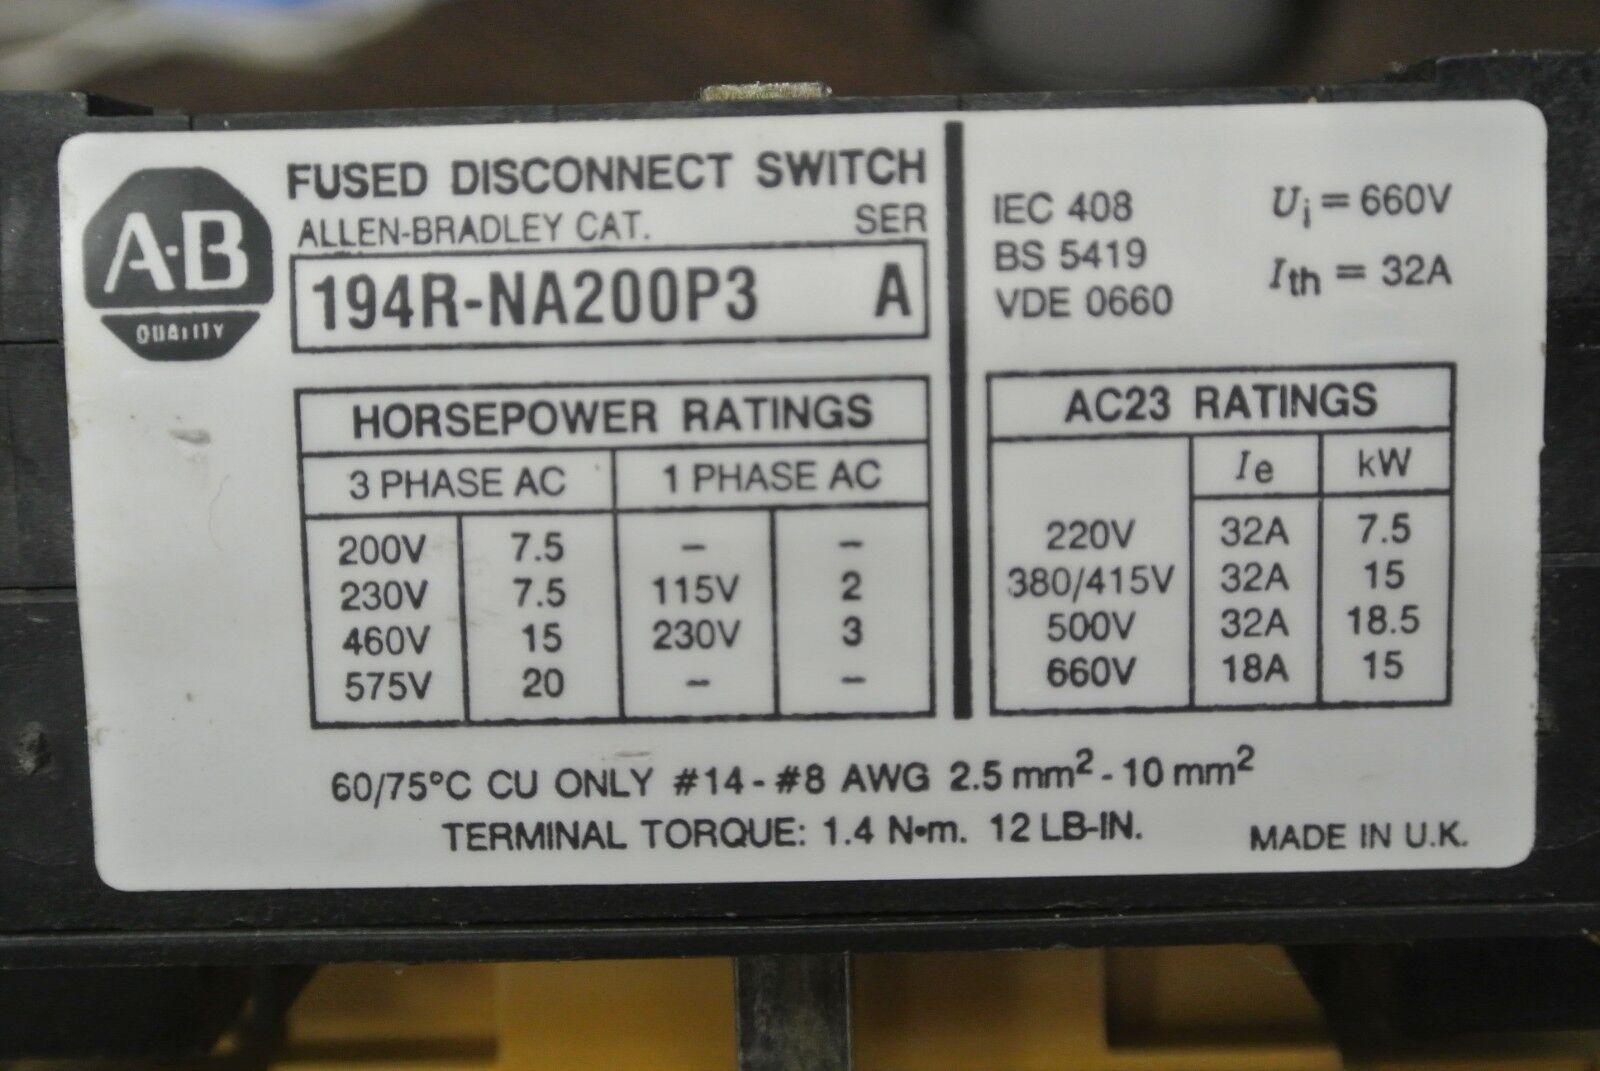 A-B
QUALITY
FUSED DISCONNECT SWITCH
ALLEN-BRADLEY CAT. SER
194R-NA200P3 A
HORSEPOWER RATINGS
3 PHASE AC 1 PHASE AC
200V 7.5 – –
230V 7.5 115V 2
460V 15 230V 3
575V 20 – –
IEC 408 Ui = 660V
BS 5419
VDE 0660 Ith = 32A
AC23 RATINGS
Ie kW
220V 32A 7.5
380/415V 32A 15
500V 32A 18.5
660V 18A 15
60/75°C CU ONLY #14 - #8 AWG 2.5 mm² - 10 mm²
TERMINAL TORQUE: 1.4 N•m. 12 LB-IN.
MADE IN U.K.